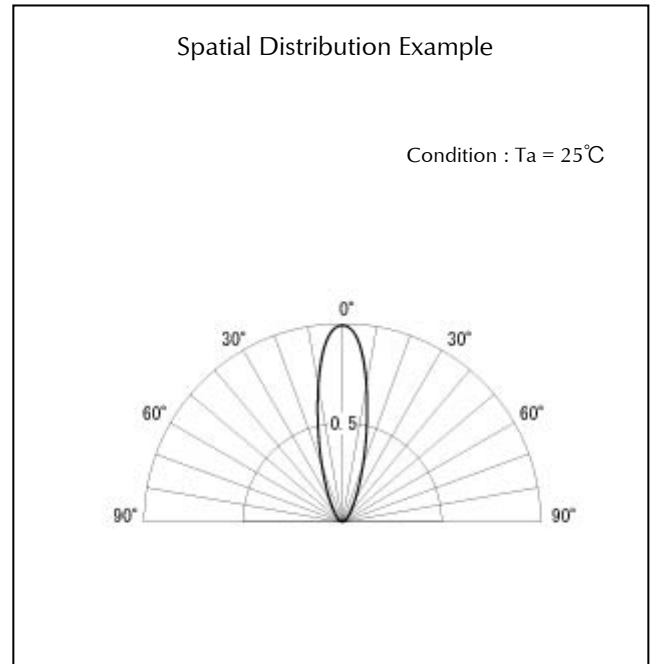 Spatial Distribution Example
Condition : Ta = 25℃
0°
30° 30°
60° 60°
0. 5
90° 90°